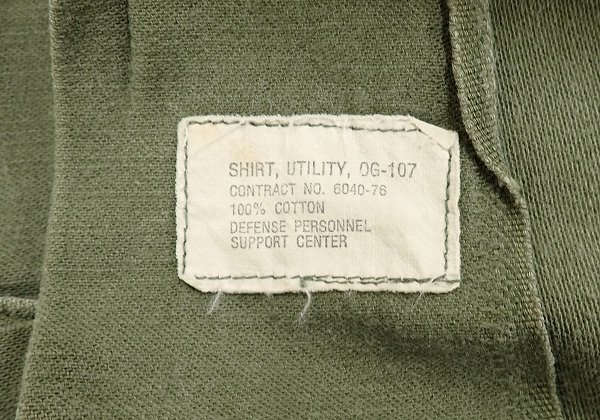 SHIRT, UTILITY, OG-107
CONTRACT NO. 6040-76
100% COTTON
DEFENSE PERSONNEL
SUPPORT CENTER